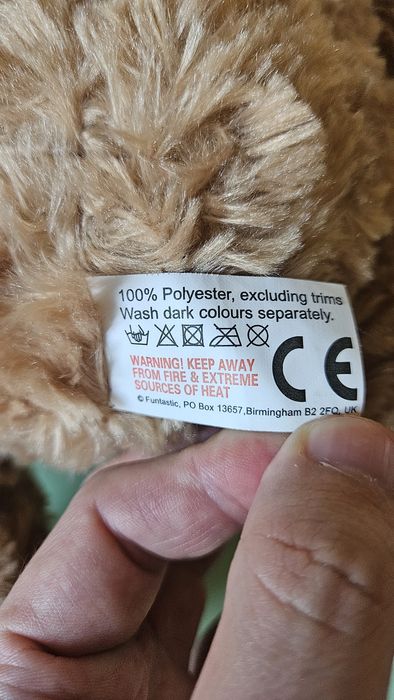 100% Polyester, excluding trims
Wash dark colours separately.
WARNING! KEEP AWAY
FROM FIRE & EXTREME
SOURCES OF HEAT
CE
© Funtastic, PO Box 13657, Birmingham B2 2FQ, UK